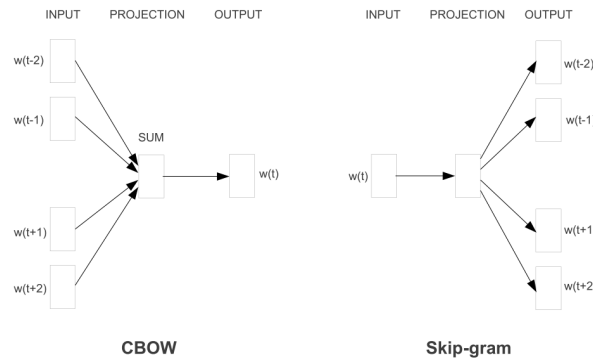 INPUT PROJECTION OUTPUT
w(t-2)
w(t-1)
SUM
w(t)
w(t+1)
w(t+2)
CBOW
INPUT PROJECTION OUTPUT
w(t-2)
w(t-1
w(t)
w(t+1
w(t+2
Skip-gram